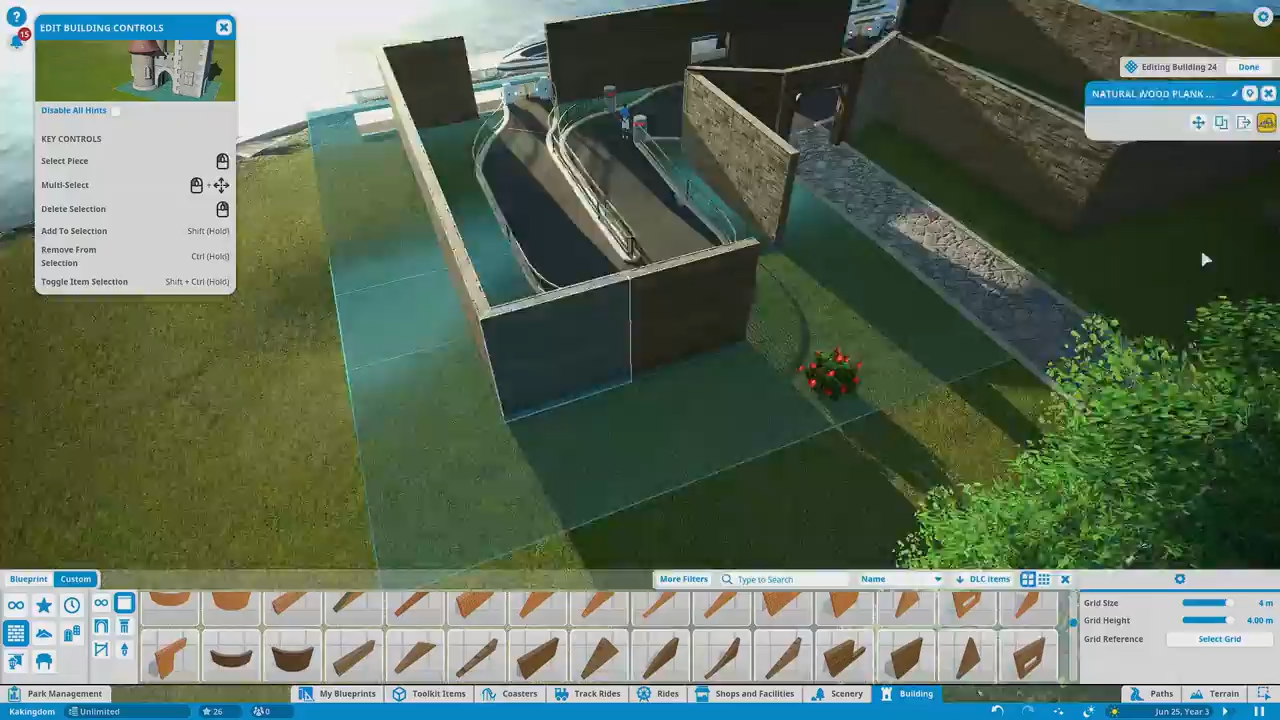 ?
EDIT BUILDING CONTROLS
15
Disable All Hints
KEY CONTROLS
Select Piece
Multi-Select
+
Delete Selection
Add To Selection Shift (Hold)
Remove From Selection Ctrl (Hold)
Toggle Item Selection Shift + Ctrl (Hold)
Editing Building 24 Done
NATURAL WOOD PLANK ...
Blueprint Custom
More Filters Type to Search Name DLC items
Grid Size 4 m
Grid Height 4.00 m
Grid Reference Select Grid
Park Management My Blueprints Toolkit Items Coasters Track Rides Rides Shops and Facilities Scenery Building Paths Terrain
Kakingdom Unlimited 26 0 Jun 25, Year 3